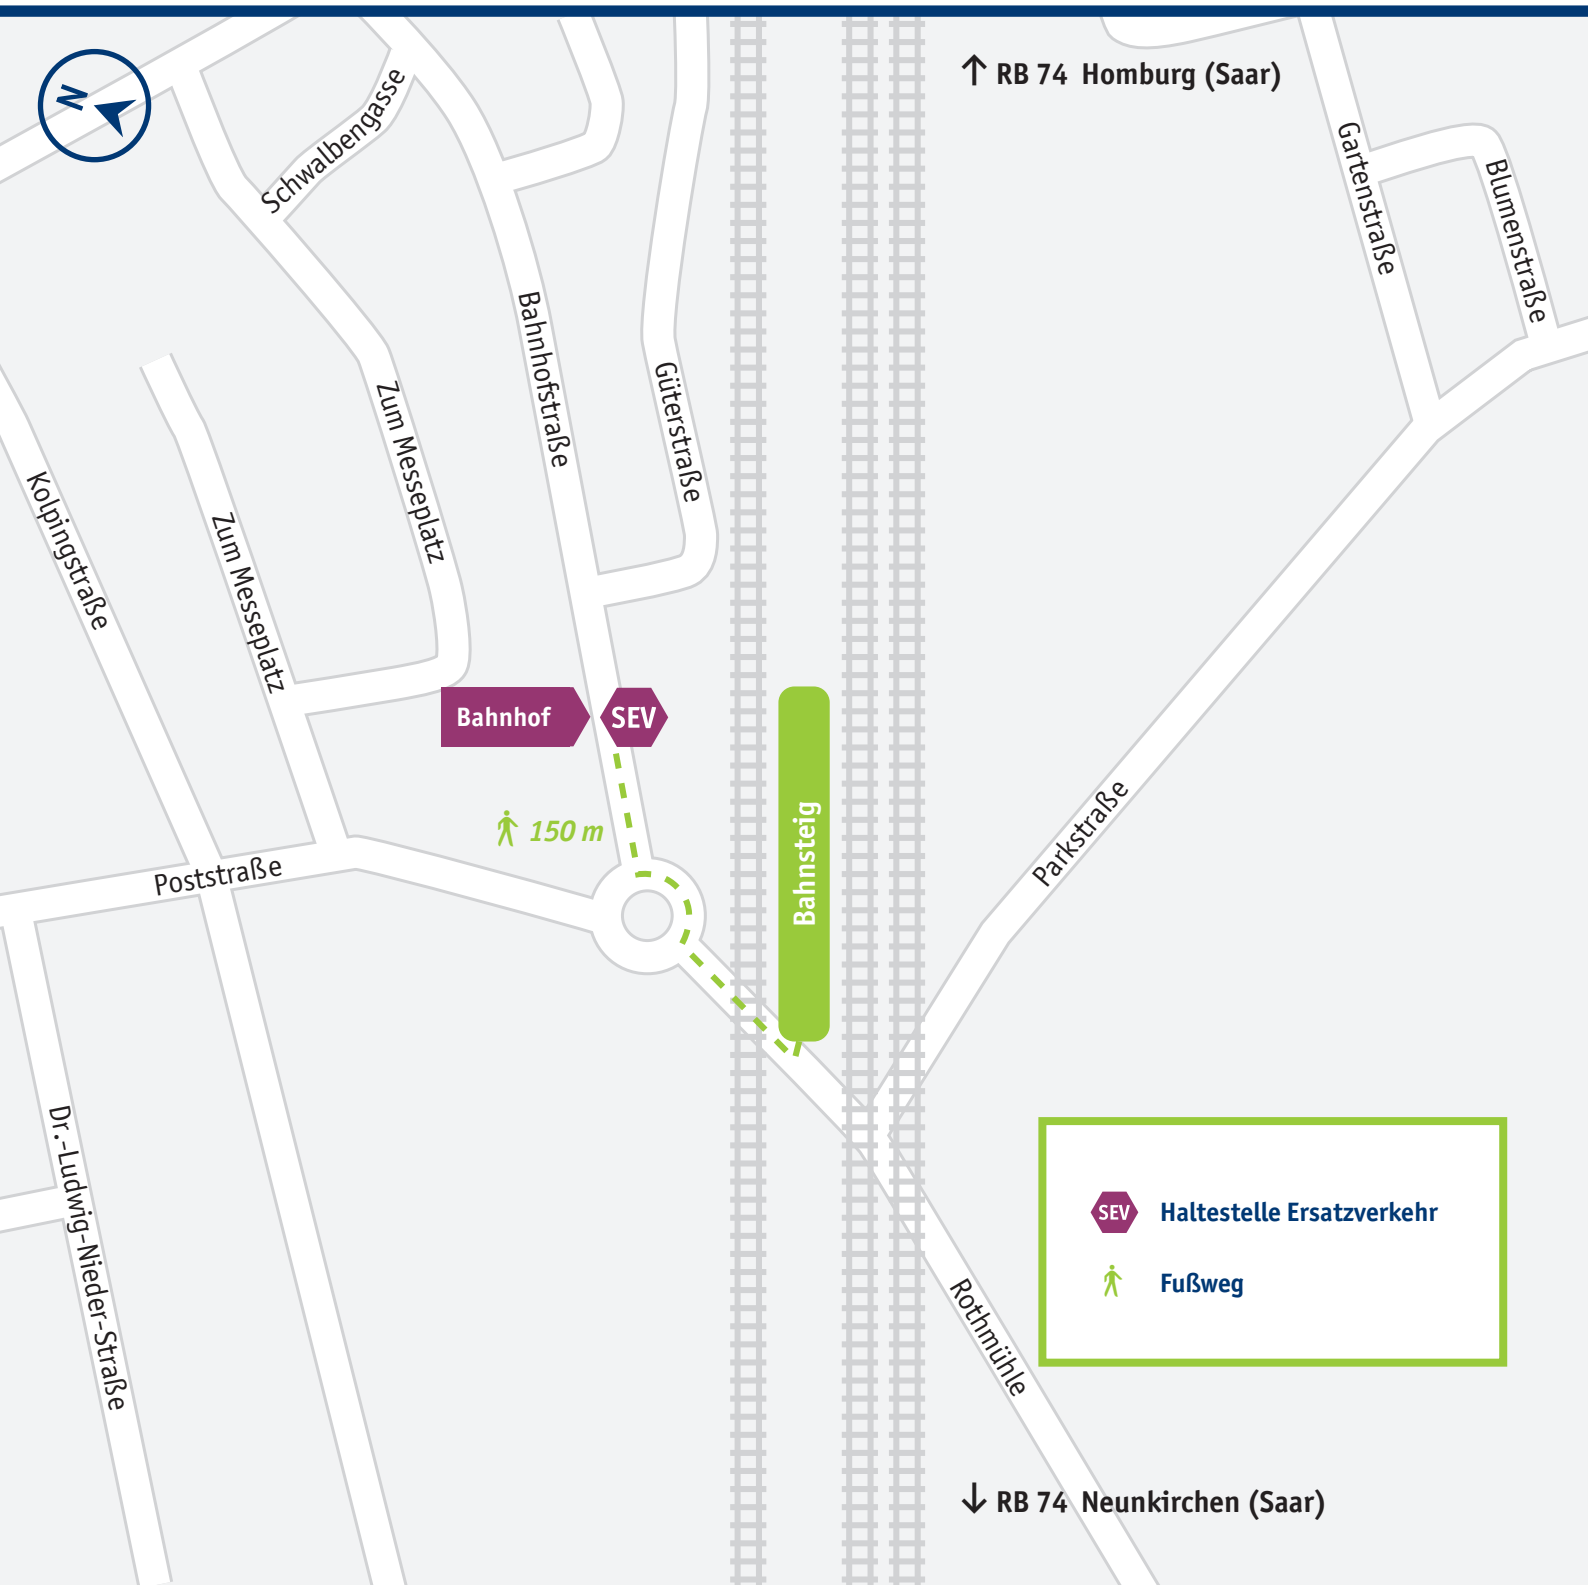 N
↑ RB 74 Homburg (Saar)
Schwalbengasse
Gartenstraße
Blumenstraße
Bahnhofstraße
Güterstraße
Zum Messeplatz
Kolpingstraße
Zum Messeplatz
Bahnhof
SEV
150 m
Bahnsteig
Parkstraße
Poststraße
Dr.-Ludwig-Nieder-Straße
SEV Haltestelle Ersatzverkehr
Fußweg
Rothmühle
↓ RB 74 Neunkirchen (Saar)